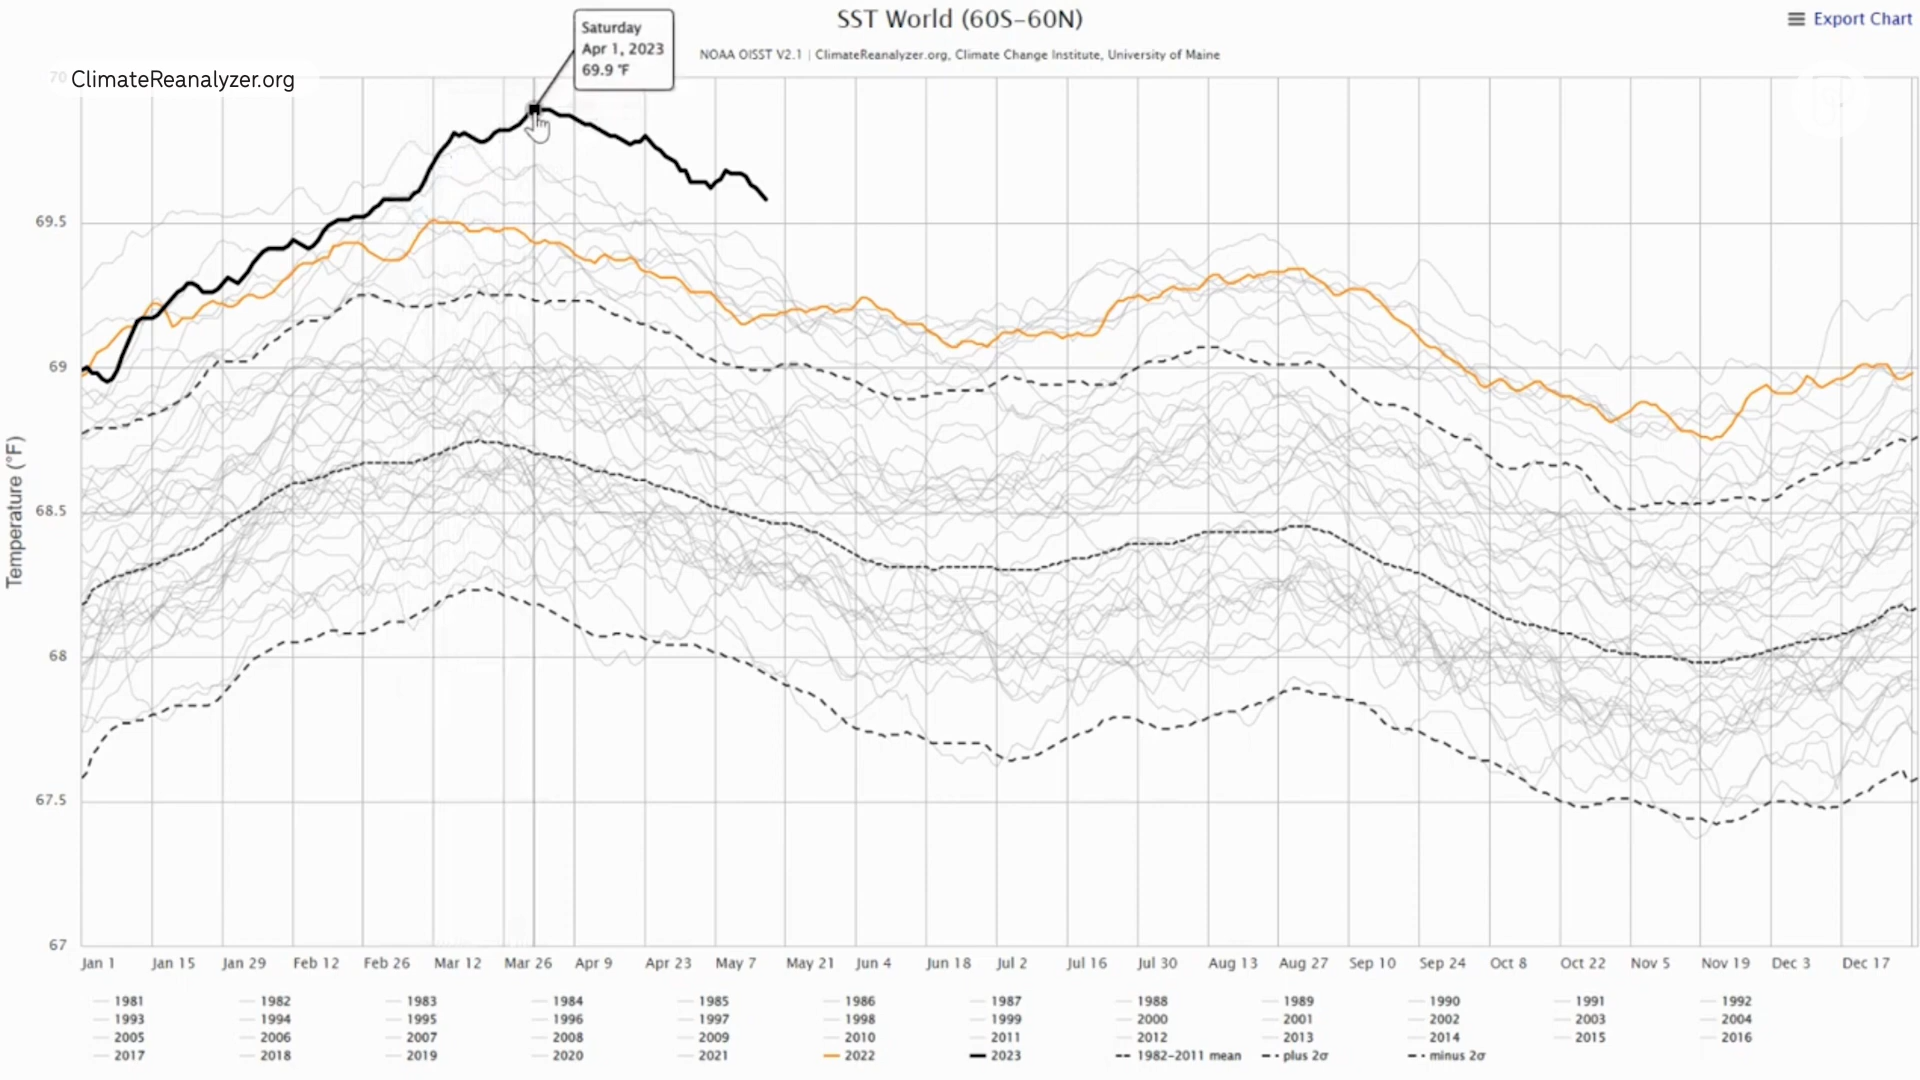 SST World (60S-60N)
Export Chart
NOAA OISST V2.1 | ClimateReanalyzer.org, Climate Change Institute, University of Maine
Saturday
Apr 1, 2023
69.9 °F
ClimateReanalyzer.org
70
69.5
69
68.5
68
67.5
67
Temperature (°F)
Jan 1 Jan 15 Jan 29 Feb 12 Feb 26 Mar 12 Mar 26 Apr 9 Apr 23 May 7 May 21 Jun 4 Jun 18 Jul 2 Jul 16 Jul 30 Aug 13 Aug 27 Sep 10 Sep 24 Oct 8 Oct 22 Nov 5 Nov 19 Dec 3 Dec 17
1981 1982 1983 1984 1985 1986 1987 1988 1989 1990 1991 1992
1993 1994 1995 1996 1997 1998 1999 2000 2001 2002 2003 2004
2005 2006 2007 2008 2009 2010 2011 2012 2013 2014 2015 2016
2017 2018 2019 2020 2021 2022 2023 1982-2011 mean plus 2σ minus 2σ